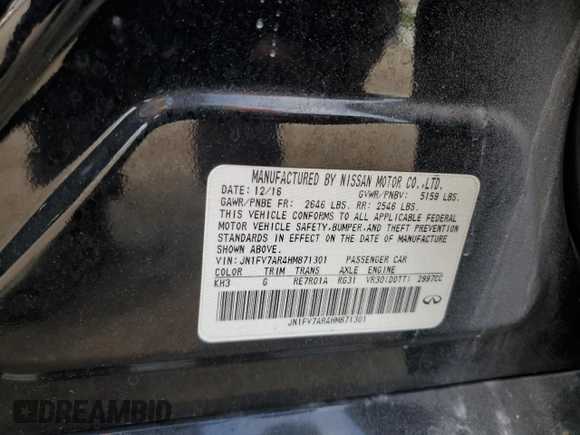 MANUFACTURED BY NISSAN MOTOR CO.,LTD.
DATE: 12/16 GVWR/PNBV: 5159 LBS.
GAWR/PNBE FR: 2646 LBS. RR: 2546 LBS.
THIS VEHICLE CONFORMS TO ALL APPLICABLE FEDERAL
MOTOR VEHICLE SAFETY,BUMPER,AND THEFT PREVENTION
STANDARDS IN EFFECT ON THE DATE OF MANUFACTURE
SHOWN ABOVE.
VIN: JN1FV7AR4HM871301 PASSENGER CAR
COLOR TRIM TRANS AXLE ENGINE
KH3 G RE7R01A RG31 VR30(DDTT) 2997CC
JN1FV7AR4HM871301
INFINITI
DREAMBID